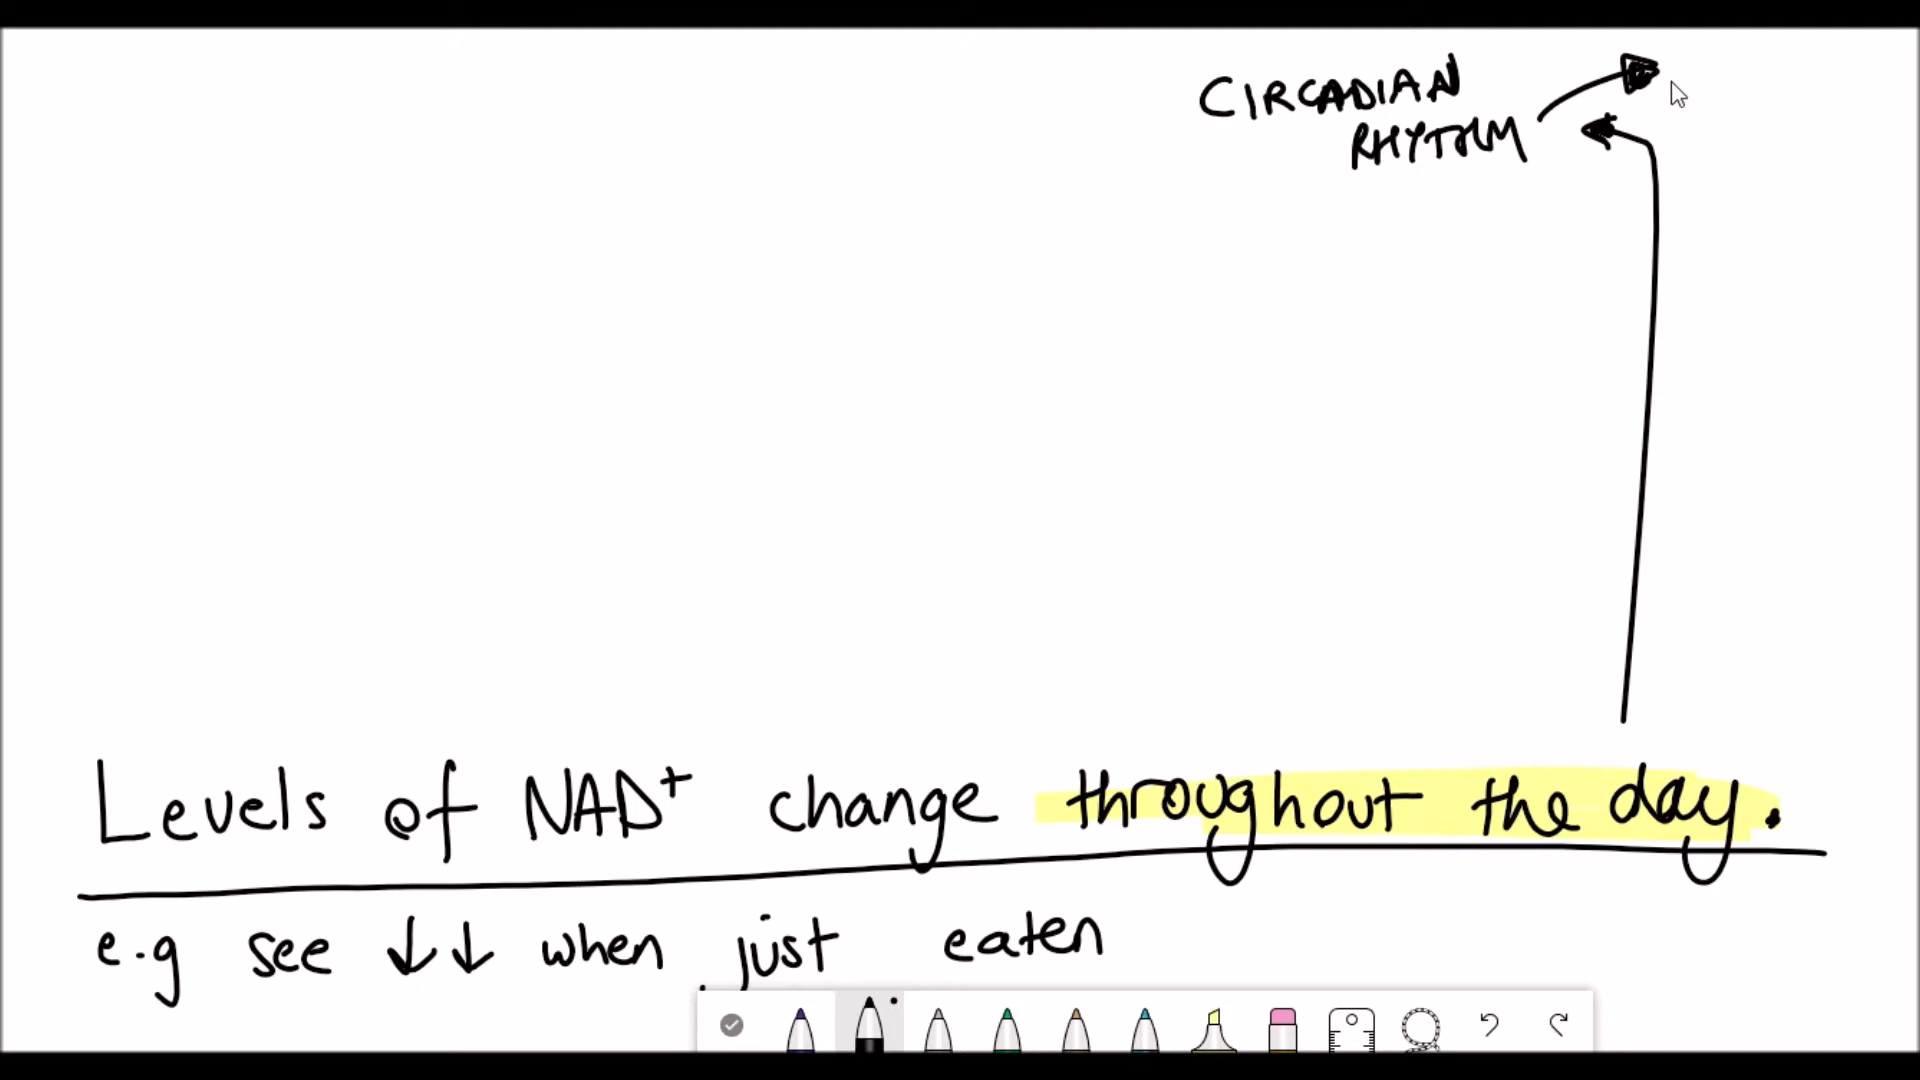 CIRCADIAN
RHYTHM
Levels of NAD+ change throughout the day.
e.g see ↓↓ when just eaten